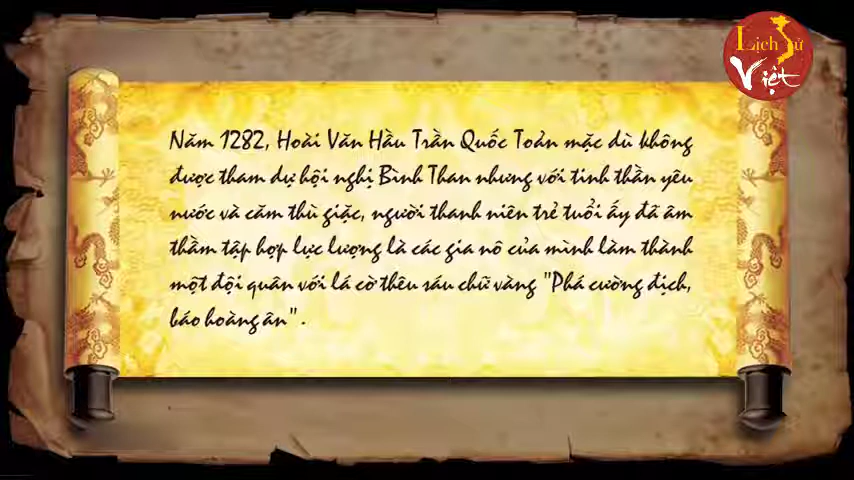 Lịch Sử
Việt
Năm 1282, Hoài Văn Hầu Trần Quốc Toản mặc dù không
được tham dự hội nghị Bình Than nhưng với tinh thần yêu
nước và căm thù giặc, người thanh niên trẻ tuổi ấy đã âm
thầm tập hợp lực lượng là các gia nô của mình làm thành
một đội quân với lá cờ thêu sáu chữ vàng "Phá cường địch,
báo hoàng ân".